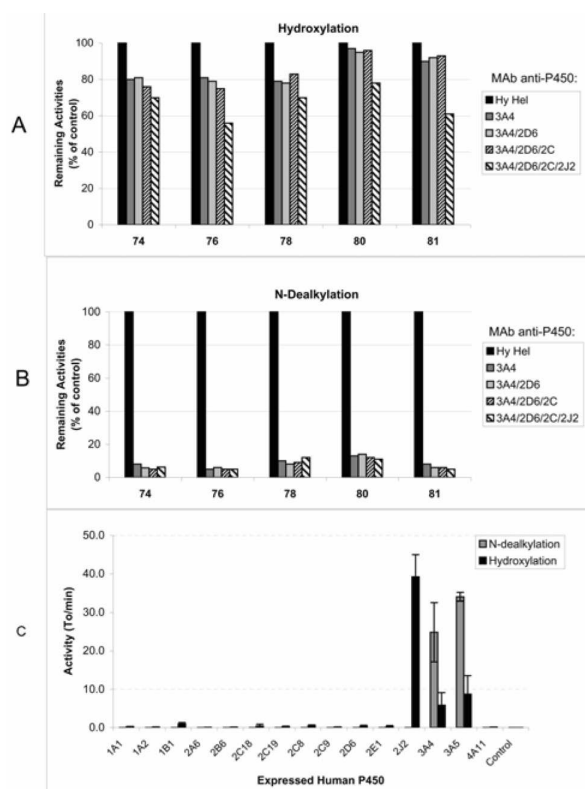 Hydroxylation
A
Remaining Activities
(% of control)
100
80
60
40
20
0
74 76 78 80 81
MAb anti-P450:
Hy Hel
3A4
3A4/2D6
3A4/2D6/2C
3A4/2D6/2C/2J2
N-Dealkylation
B
Remaining Activities
(% of control)
100
80
60
40
20
0
74 76 78 80 81
MAb anti-P450:
Hy Hel
3A4
3A4/2D6
3A4/2D6/2C
3A4/2D6/2C/2J2
C
Activity (To/min)
50.0
40.0
30.0
20.0
10.0
0.0
N-dealkylation
Hydroxylation
1A1 1A2 1B1 2A6 2B6 2C18 2C19 2C8 2C9 2D6 2E1 2J2 3A4 3A5 4A11 Control
Expressed Human P450